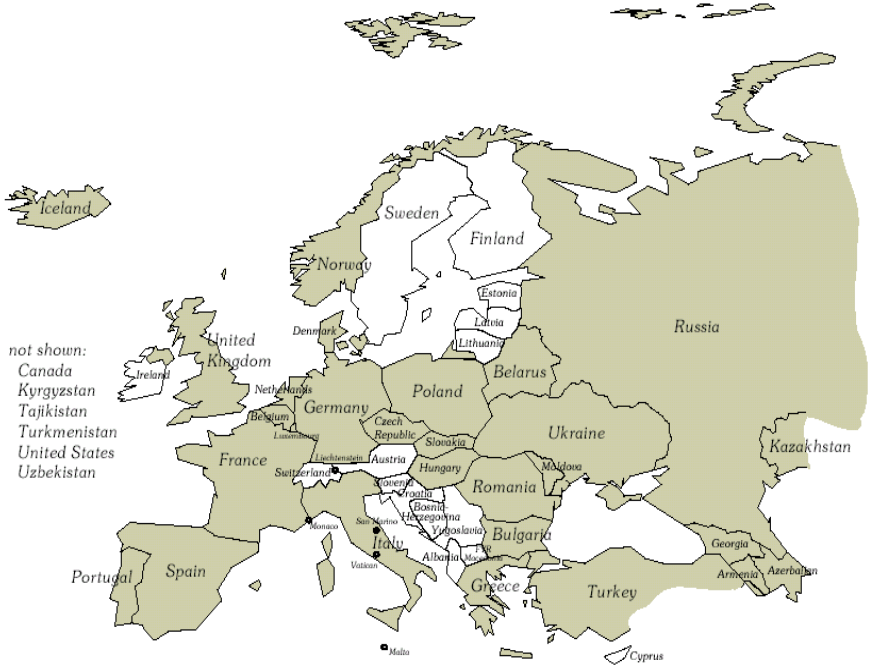 Iceland
Sweden
Finland
Norway
Estonia
Latvia
Lithuania
Denmark
Russia
United
Kingdom
Ireland
not shown:
Canada
Kyrgyzstan
Tajikistan
Turkmenistan
United States
Uzbekistan
Netherlands
Belgium
Luxembourg
Germany
Poland
Belarus
Czech
Republic
Slovakia
Ukraine
Kazakhstan
France
Liechtenstein
Switzerland
Austria
Hungary
Moldova
Slovenia
Croatia
Romania
Bosnia-
Herzegovina
Yugoslavia
Monaco
San Marino
Italy
Vatican
Albania
FYR
Macedonia
Bulgaria
Georgia
Armenia
Azerbaijan
Portugal
Spain
Greece
Turkey
Malta
Cyprus